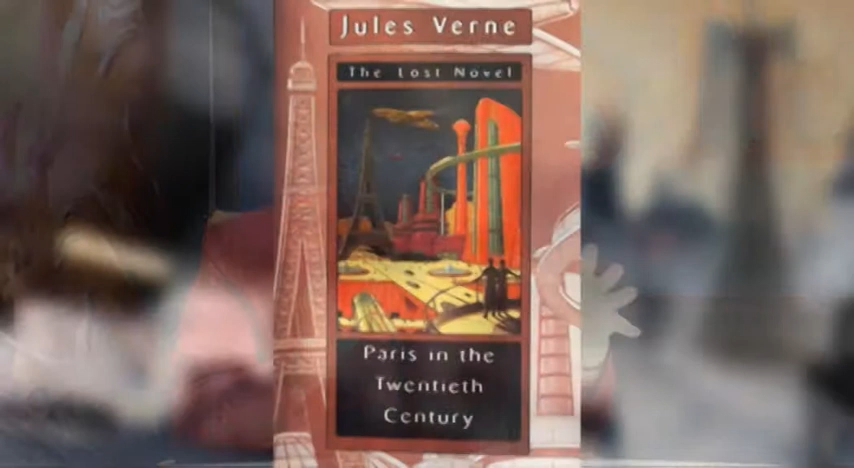 Jules Verne
The Lost Novel
Paris in the
Twentieth
Century